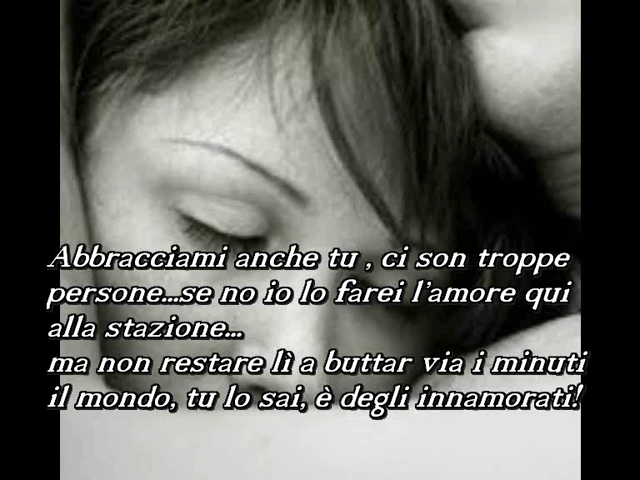 Abbracciami anche tu , ci son troppe
persone...se no io lo farei l'amore qui
alla stazione...
ma non restare lì a buttar via i minuti
il mondo, tu lo sai, è degli innamorati!